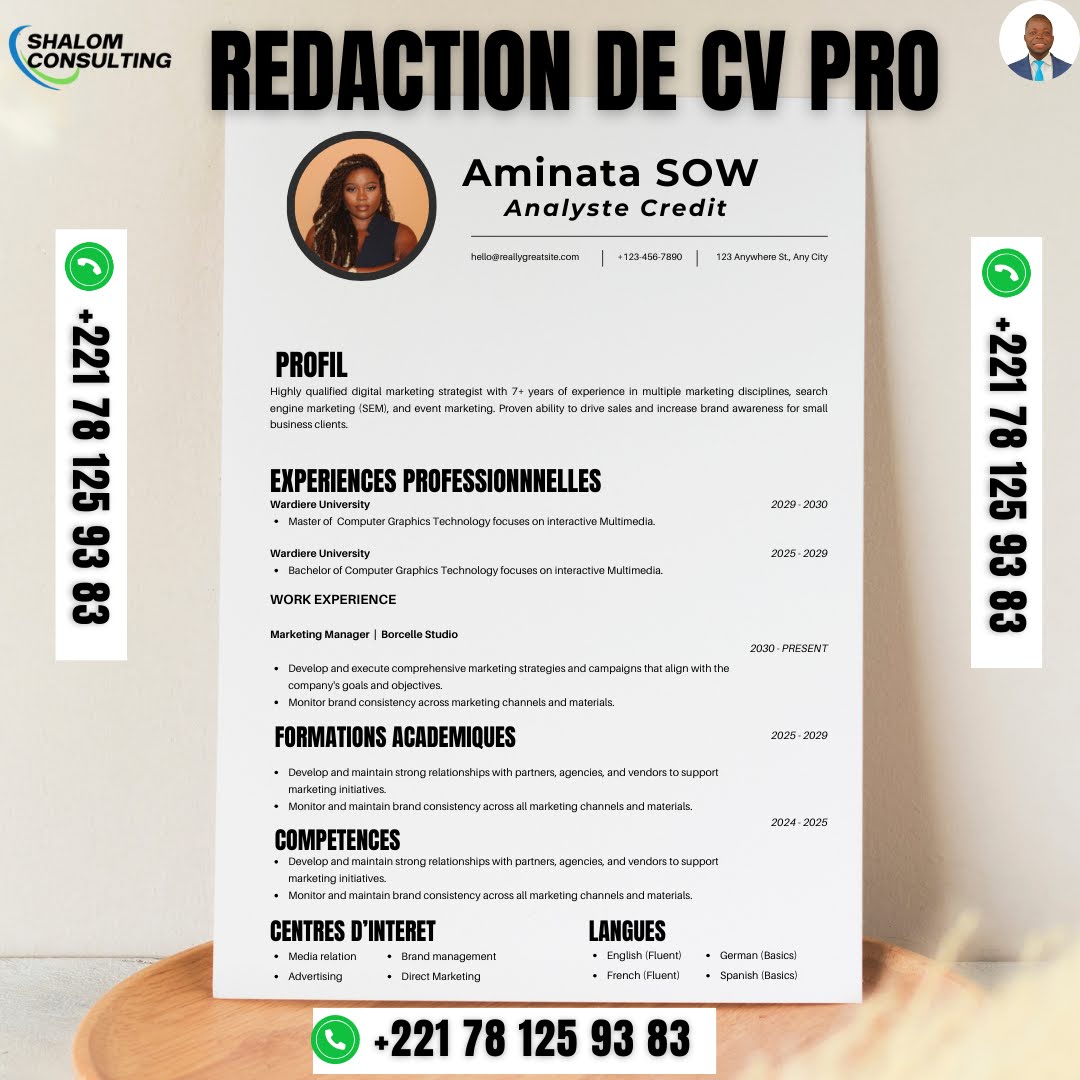 SHALOM
CONSULTING
REDACTION DE CV PRO
Aminata SOW
Analyste Credit
hello@reallygreatsite.com | +123-456-7890 | 123 Anywhere St., Any City
+221 78 125 93 83
+221 78 125 93 83
PROFIL
Highly qualified digital marketing strategist with 7+ years of experience in multiple marketing disciplines, search
engine marketing (SEM), and event marketing. Proven ability to drive sales and increase brand awareness for small
business clients.
EXPERIENCES PROFESSIONNNELLES
Wardiere University 2029 - 2030
• Master of Computer Graphics Technology focuses on interactive Multimedia.
Wardiere University 2025 - 2029
• Bachelor of Computer Graphics Technology focuses on interactive Multimedia.
WORK EXPERIENCE
Marketing Manager | Borcelle Studio
2030 - PRESENT
• Develop and execute comprehensive marketing strategies and campaigns that align with the
company's goals and objectives.
• Monitor brand consistency across marketing channels and materials.
FORMATIONS ACADEMIQUES 2025 - 2029
• Develop and maintain strong relationships with partners, agencies, and vendors to support
marketing initiatives.
• Monitor and maintain brand consistency across all marketing channels and materials.
2024 - 2025
COMPETENCES
• Develop and maintain strong relationships with partners, agencies, and vendors to support
marketing initiatives.
• Monitor and maintain brand consistency across all marketing channels and materials.
CENTRES D'INTERET
• Media relation • Brand management
• Advertising • Direct Marketing
LANGUES
• English (Fluent) • German (Basics)
• French (Fluent) • Spanish (Basics)
+221 78 125 93 83